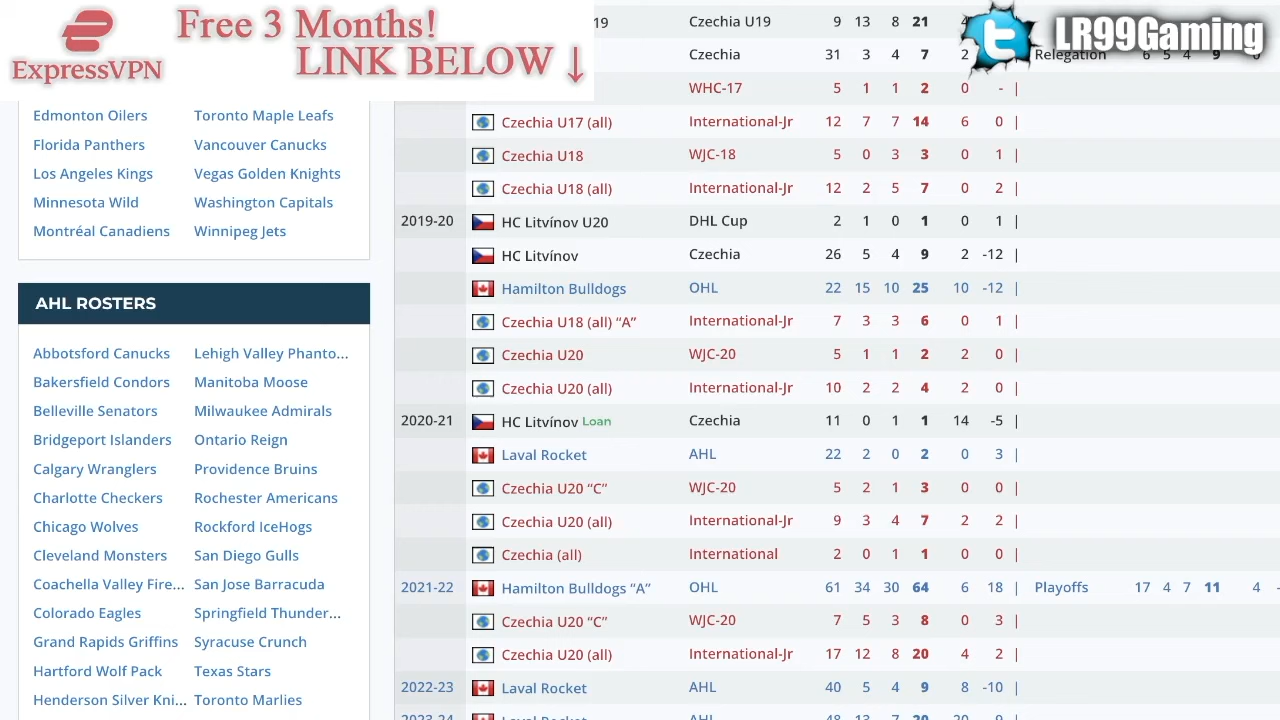 Free 3 Months!
LINK BELOW ↓
ExpressVPN
LR99Gaming
19 Czechia U19 9 13 8 21
Czechia 31 3 4 7 2 Relegation 6 5 4 9 0
WHC-17 5 1 1 2 0 - |
Czechia U17 (all) International-Jr 12 7 7 14 6 0 |
Czechia U18 WJC-18 5 0 3 3 0 1 |
Czechia U18 (all) International-Jr 12 2 5 7 0 2 |
2019-20 HC Litvínov U20 DHL Cup 2 1 0 1 0 1 |
HC Litvínov Czechia 26 5 4 9 2 -12 |
Hamilton Bulldogs OHL 22 15 10 25 10 -12 |
Czechia U18 (all) “A” International-Jr 7 3 3 6 0 1 |
Czechia U20 WJC-20 5 1 1 2 2 0 |
Czechia U20 (all) International-Jr 10 2 2 4 2 0 |
2020-21 HC Litvínov Loan Czechia 11 0 1 1 14 -5 |
Laval Rocket AHL 22 2 0 2 0 3 |
Czechia U20 “C” WJC-20 5 2 1 3 0 0 |
Czechia U20 (all) International-Jr 9 3 4 7 2 2 |
Czechia (all) International 2 0 1 1 0 0 |
2021-22 Hamilton Bulldogs “A” OHL 61 34 30 64 6 18 | Playoffs 17 4 7 11 4 -
Czechia U20 “C” WJC-20 7 5 3 8 0 3 |
Czechia U20 (all) International-Jr 17 12 8 20 4 2 |
2022-23 Laval Rocket AHL 40 5 4 9 8 -10 |
2023-24 Laval Rocket AHL 48 13 7 20 20 -9 |
Edmonton Oilers Toronto Maple Leafs
Florida Panthers Vancouver Canucks
Los Angeles Kings Vegas Golden Knights
Minnesota Wild Washington Capitals
Montréal Canadiens Winnipeg Jets
AHL ROSTERS
Abbotsford Canucks Lehigh Valley Phanto...
Bakersfield Condors Manitoba Moose
Belleville Senators Milwaukee Admirals
Bridgeport Islanders Ontario Reign
Calgary Wranglers Providence Bruins
Charlotte Checkers Rochester Americans
Chicago Wolves Rockford IceHogs
Cleveland Monsters San Diego Gulls
Coachella Valley Fire... San Jose Barracuda
Colorado Eagles Springfield Thunder...
Grand Rapids Griffins Syracuse Crunch
Hartford Wolf Pack Texas Stars
Henderson Silver Kni... Toronto Marlies